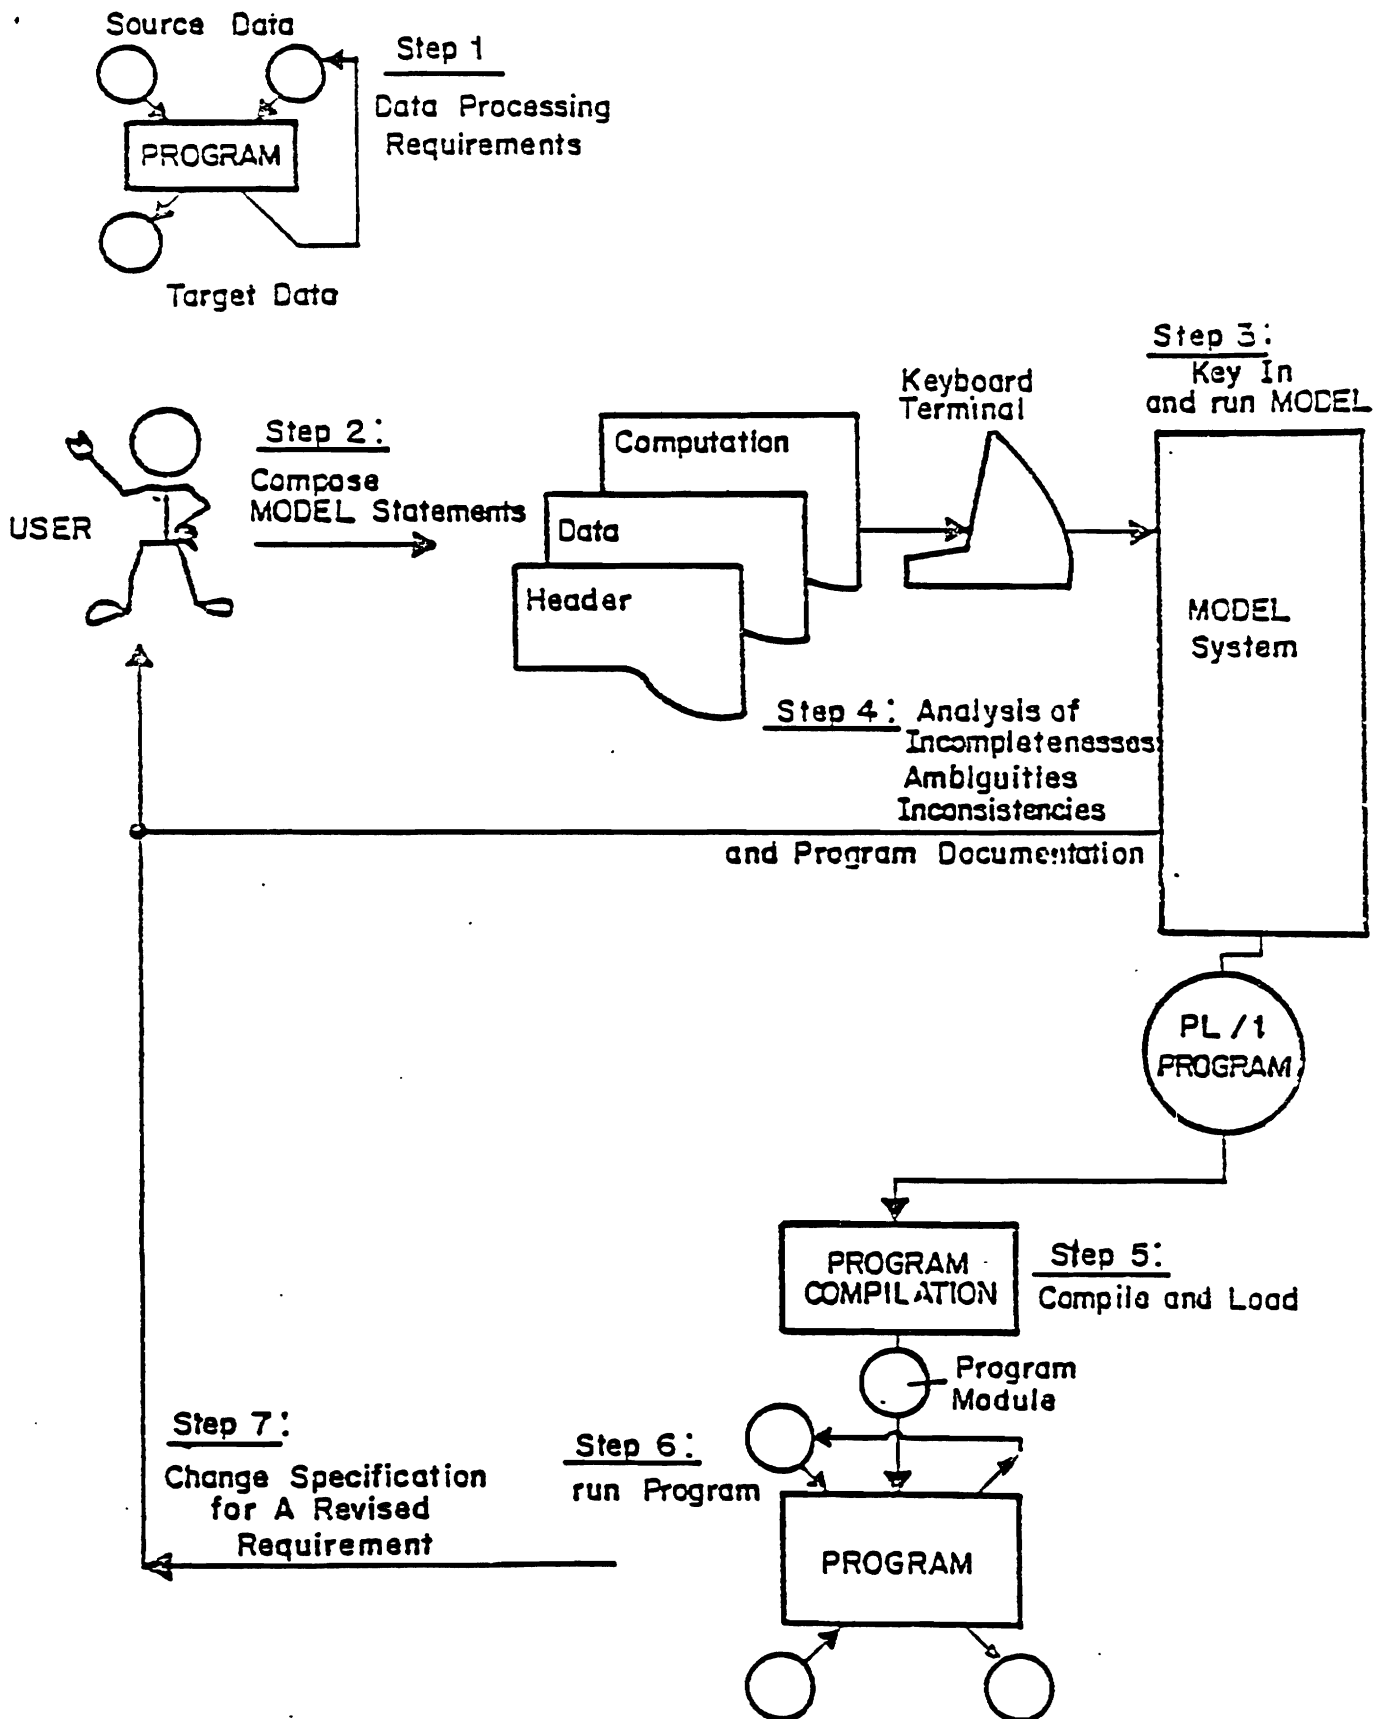 Source Data
Step 1
Data Processing
Requirements
PROGRAM
Target Data
Step 3:
Key In
and run MODEL
Keyboard
Terminal
Step 2:
Compose
MODEL Statements
USER
Computation
Data
Header
MODEL
System
Step 4: Analysis of
Incompletenesses
Ambiguities
Inconsistencies
and Program Documentation
PL/1
PROGRAM
PROGRAM
COMPILATION
Step 5:
Compile and Load
Program
Module
Step 7:
Change Specification
for A Revised
Requirement
Step 6:
run Program
PROGRAM